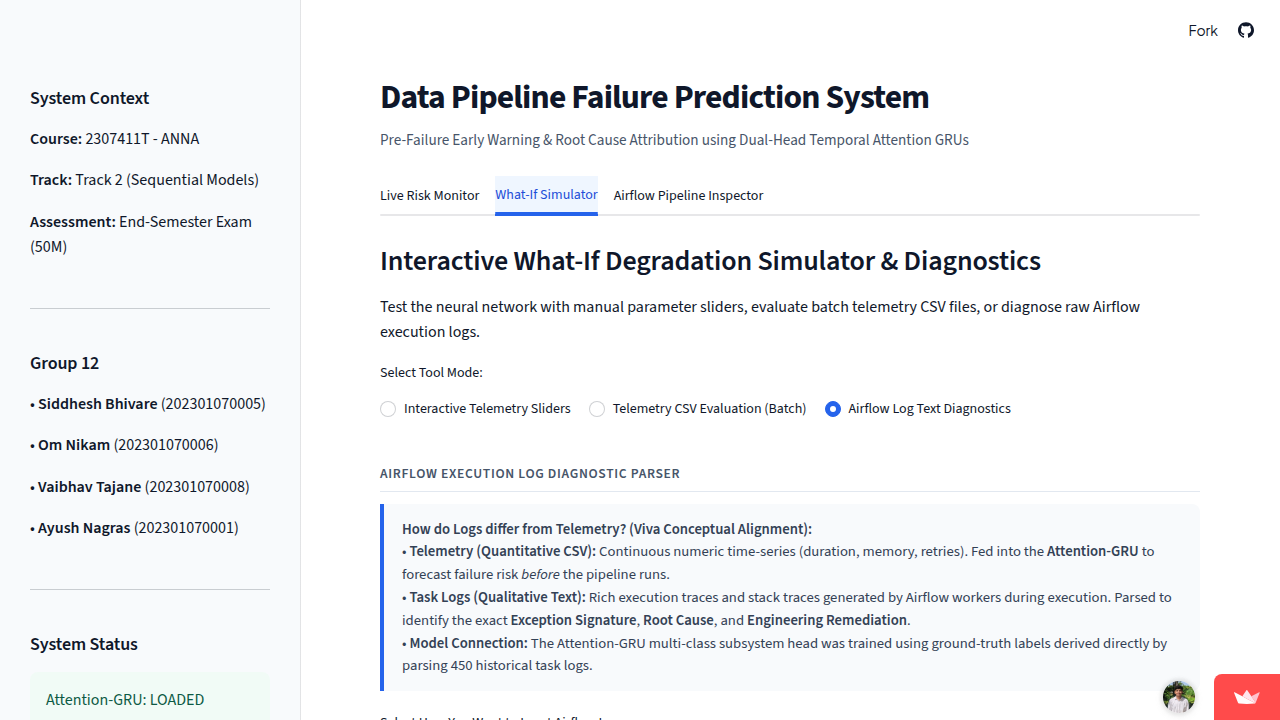 Fork
System Context
Course: 2307411T - ANNA
Track: Track 2 (Sequential Models)
Assessment: End-Semester Exam
(50M)
Group 12
• Siddhesh Bhivare (202301070005)
• Om Nikam (202301070006)
• Vaibhav Tajane (202301070008)
• Ayush Nagras (202301070001)
System Status
Attention-GRU: LOADED
Data Pipeline Failure Prediction System
Pre-Failure Early Warning & Root Cause Attribution using Dual-Head Temporal Attention GRUs
Live Risk Monitor What-If Simulator Airflow Pipeline Inspector
Interactive What-If Degradation Simulator & Diagnostics
Test the neural network with manual parameter sliders, evaluate batch telemetry CSV files, or diagnose raw Airflow
execution logs.
Select Tool Mode:
Interactive Telemetry Sliders Telemetry CSV Evaluation (Batch) Airflow Log Text Diagnostics
AIRFLOW EXECUTION LOG DIAGNOSTIC PARSER
How do Logs differ from Telemetry? (Viva Conceptual Alignment):
• Telemetry (Quantitative CSV): Continuous numeric time-series (duration, memory, retries). Fed into the Attention-GRU to
forecast failure risk before the pipeline runs.
• Task Logs (Qualitative Text): Rich execution traces and stack traces generated by Airflow workers during execution. Parsed to
identify the exact Exception Signature, Root Cause, and Engineering Remediation.
• Model Connection: The Attention-GRU multi-class subsystem head was trained using ground-truth labels derived directly by
parsing 450 historical task logs.